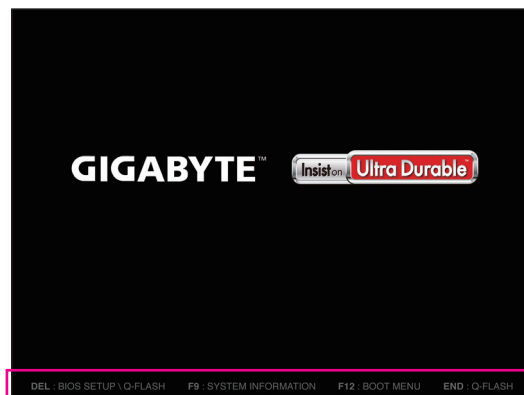 GIGABYTE™ Insist on Ultra Durable™
DEL : BIOS SETUP \ Q-FLASH F9 : SYSTEM INFORMATION F12 : BOOT MENU END : Q-FLASH